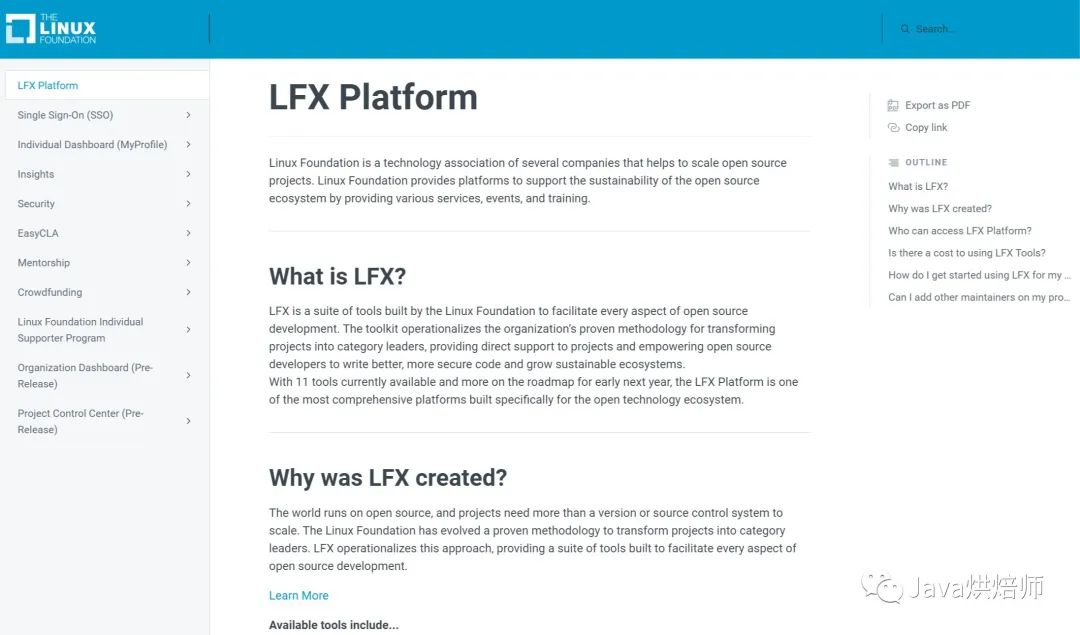 THE
LINUX
FOUNDATION
Search...
LFX Platform
Single Sign-On (SSO)
Individual Dashboard (MyProfile)
Insights
Security
EasyCLA
Mentorship
Crowdfunding
Linux Foundation Individual
Supporter Program
Organization Dashboard (Pre-
Release)
Project Control Center (Pre-
Release)
LFX Platform
Linux Foundation is a technology association of several companies that helps to scale open source
projects. Linux Foundation provides platforms to support the sustainability of the open source
ecosystem by providing various services, events, and training.
What is LFX?
LFX is a suite of tools built by the Linux Foundation to facilitate every aspect of open source
development. The toolkit operationalizes the organization's proven methodology for transforming
projects into category leaders, providing direct support to projects and empowering open source
developers to write better, more secure code and grow sustainable ecosystems.
With 11 tools currently available and more on the roadmap for early next year, the LFX Platform is one
of the most comprehensive platforms built specifically for the open technology ecosystem.
Why was LFX created?
The world runs on open source, and projects need more than a version or source control system to
scale. The Linux Foundation has evolved a proven methodology to transform projects into category
leaders. LFX operationalizes this approach, providing a suite of tools built to facilitate every aspect of
open source development.
Learn More
Available tools include...
Export as PDF
Copy link
OUTLINE
What is LFX?
Why was LFX created?
Who can access LFX Platform?
Is there a cost to using LFX Tools?
How do I get started using LFX for my ...
Can I add other maintainers on my pro...
Java烘焙师